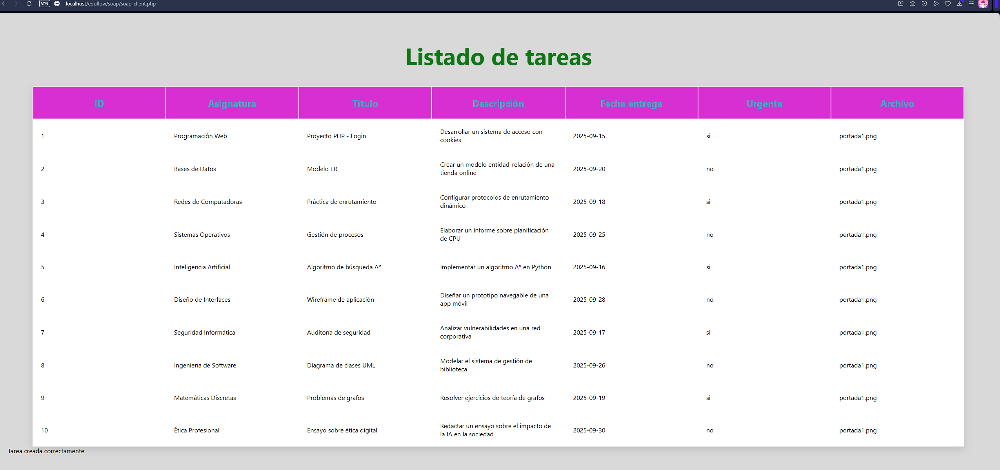 VPN localhost/eduflow/soap/soap_client.php
Listado de tareas
ID Asignatura Título Descripción Fecha entrega Urgente Archivo
1 Programación Web Proyecto PHP - Login Desarrollar un sistema de acceso con cookies 2025-09-15 si portada1.png
2 Bases de Datos Modelo ER Crear un modelo entidad-relación de una tienda online 2025-09-20 no portada1.png
3 Redes de Computadoras Práctica de enrutamiento Configurar protocolos de enrutamiento dinámico 2025-09-18 si portada1.png
4 Sistemas Operativos Gestión de procesos Elaborar un informe sobre planificación de CPU 2025-09-25 no portada1.png
5 Inteligencia Artificial Algoritmo de búsqueda A* Implementar un algoritmo A* en Python 2025-09-16 si portada1.png
6 Diseño de Interfaces Wireframe de aplicación Diseñar un prototipo navegable de una app móvil 2025-09-28 no portada1.png
7 Seguridad Informática Auditoría de seguridad Analizar vulnerabilidades en una red corporativa 2025-09-17 si portada1.png
8 Ingeniería de Software Diagrama de clases UML Modelar el sistema de gestión de biblioteca 2025-09-26 no portada1.png
9 Matemáticas Discretas Problemas de grafos Resolver ejercicios de teoría de grafos 2025-09-19 si portada1.png
10 Ética Profesional Ensayo sobre ética digital Redactar un ensayo sobre el impacto de la IA en la sociedad 2025-09-30 no portada1.png
Tarea creada correctamente